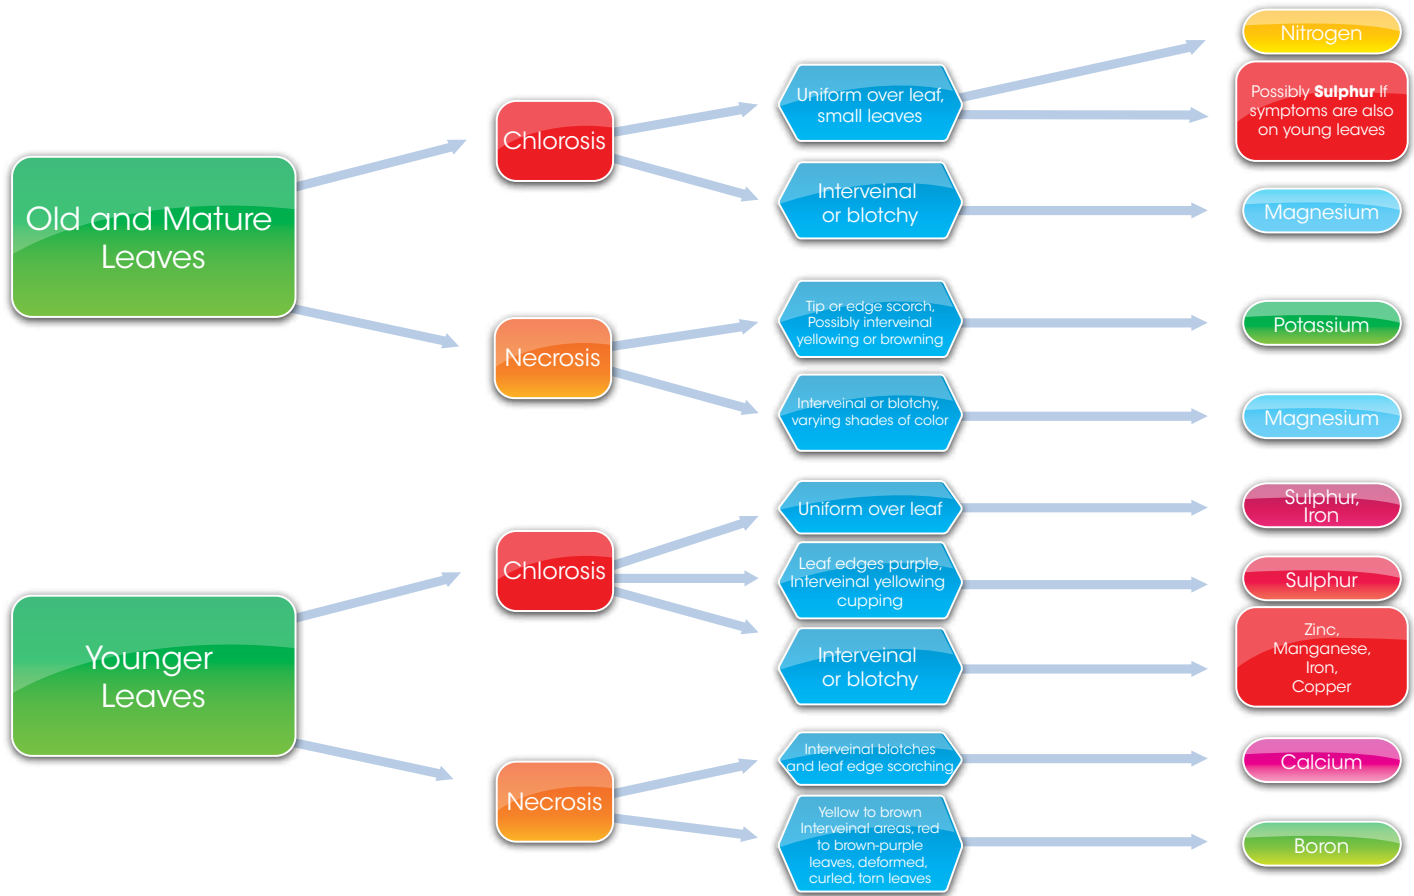 Old and Mature
Leaves
Chlorosis
Uniform over leaf,
small leaves
Nitrogen
Possibly Sulphur If
symptoms are also
on young leaves
Interveinal
or blotchy
Magnesium
Necrosis
Tip or edge scorch,
Possibly interveinal
yellowing or browning
Potassium
Interveinal or blotchy,
varying shades of color
Magnesium
Younger
Leaves
Chlorosis
Uniform over leaf
Sulphur,
Iron
Leaf edges purple,
Interveinal yellowing
cupping
Sulphur
Interveinal
or blotchy
Zinc,
Manganese,
Iron,
Copper
Necrosis
Interveinal blotches
and leaf edge scorching
Calcium
Yellow to brown
Interveinal areas, red
to brown-purple
leaves, deformed,
curled, torn leaves
Boron